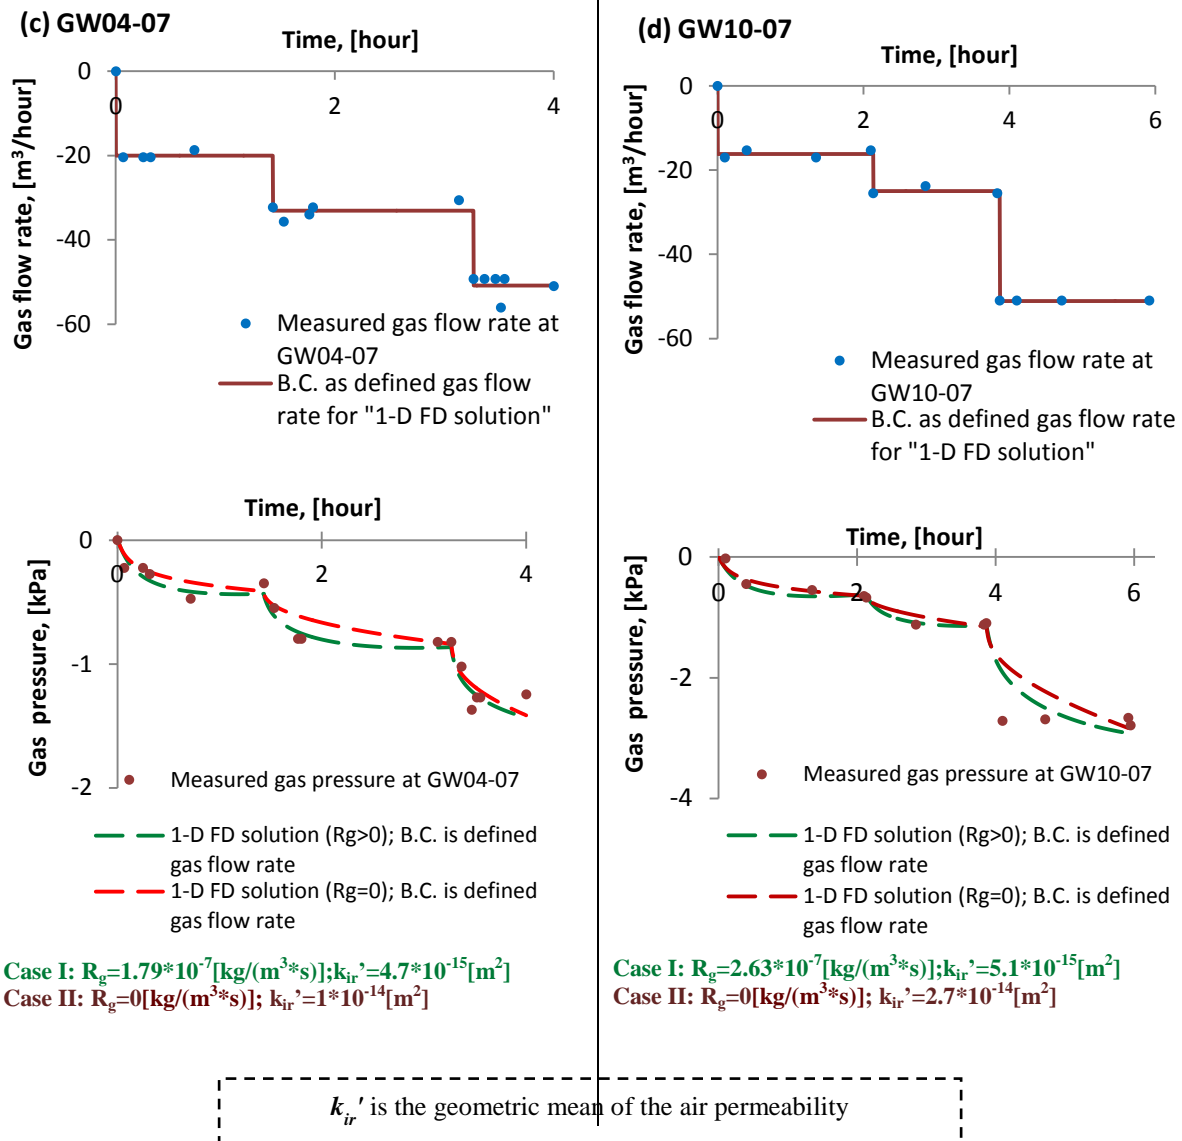 (c) GW04-07
Time, [hour]
0
0
2
4
-20
-40
-60
Gas flow rate, [m³/hour]
Measured gas flow rate at
GW04-07
B.C. as defined gas flow
rate for "1-D FD solution"
Time, [hour]
0
0
2
4
-1
-2
Gas pressure, [kPa]
Measured gas pressure at GW04-07
1-D FD solution (Rg>0); B.C. is defined
gas flow rate
1-D FD solution (Rg=0); B.C. is defined
gas flow rate
Case I: Rg=1.79*10⁻⁷[kg/(m³*s)];kir’=4.7*10⁻¹⁵[m²]
Case II: Rg=0[kg/(m³*s)]; kir’=1*10⁻¹⁴[m²]
(d) GW10-07
Time, [hour]
0
0
2
4
6
-20
-40
-60
Gas flow rate, [m³/hour]
Measured gas flow rate at
GW10-07
B.C. as defined gas flow rate
for "1-D FD solution"
Time, [hour]
0
0
2
4
6
-2
-4
Gas pressure, [kPa]
Measured gas pressure at GW10-07
1-D FD solution (Rg>0); B.C. is defined
gas flow rate
1-D FD solution (Rg=0); B.C. is defined
gas flow rate
Case I: Rg=2.63*10⁻⁷[kg/(m³*s)];kir’=5.1*10⁻¹⁵[m²]
Case II: Rg=0[kg/(m³*s)]; kir’=2.7*10⁻¹⁴[m²]
kir′ is the geometric mean of the air permeability